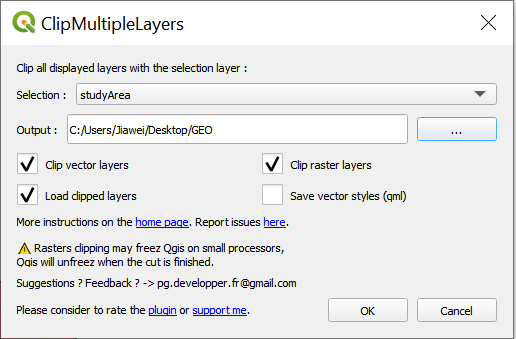 ClipMultipleLayers
Clip all displayed layers with the selection layer :
Selection : studyArea
Output : C:/Users/Jiawei/Desktop/GEO ...
Clip vector layers Clip raster layers
Load clipped layers Save vector styles (qml)
More instructions on the home page. Report issues here.
Rasters clipping may freez Qgis on small processors,
Qgis will unfreez when the cut is finished.
Suggestions ? Feedback ? -> pg.developper.fr@gmail.com
Please consider to rate the plugin or support me. OK Cancel